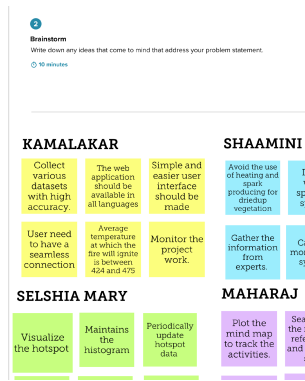 2
Brainstorm
Write down any ideas that come to mind that address your problem statement.
10 minutes
KAMALAKAR
Collect
various
datasets
with high
accuracy.
The web
application
should be
available in
all languages
Simple and
easier user
interface
should be
made
User need
to have a
seamless
connection
Average
temperature
at which the
fire will ignite
is between
424 and 475
Monitor the
project
work.
SHAAMINI
Avoid the use
of heating and
spark
producing for
driedup
vegetation
Gather the
information
from
experts.
SELSHIA MARY
Visualize
the hotspot
Maintains
the
histogram
Periodically
update
hotspot
data
MAHARAJ
Plot the
mind map
to track the
activities.